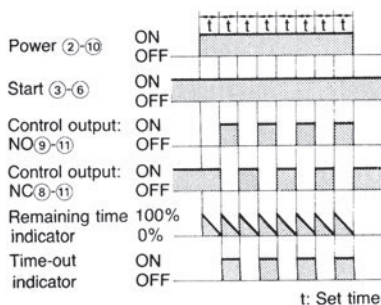 t t t t t t t
Power ②-⑩ ON
OFF
Start ③-⑥ ON
OFF
Control output: ON
NO⑨-⑪ OFF
Control output: ON
NC⑧-⑪ OFF
Remaining time 100%
indicator 0%
Time-out ON
indicator OFF
t: Set time